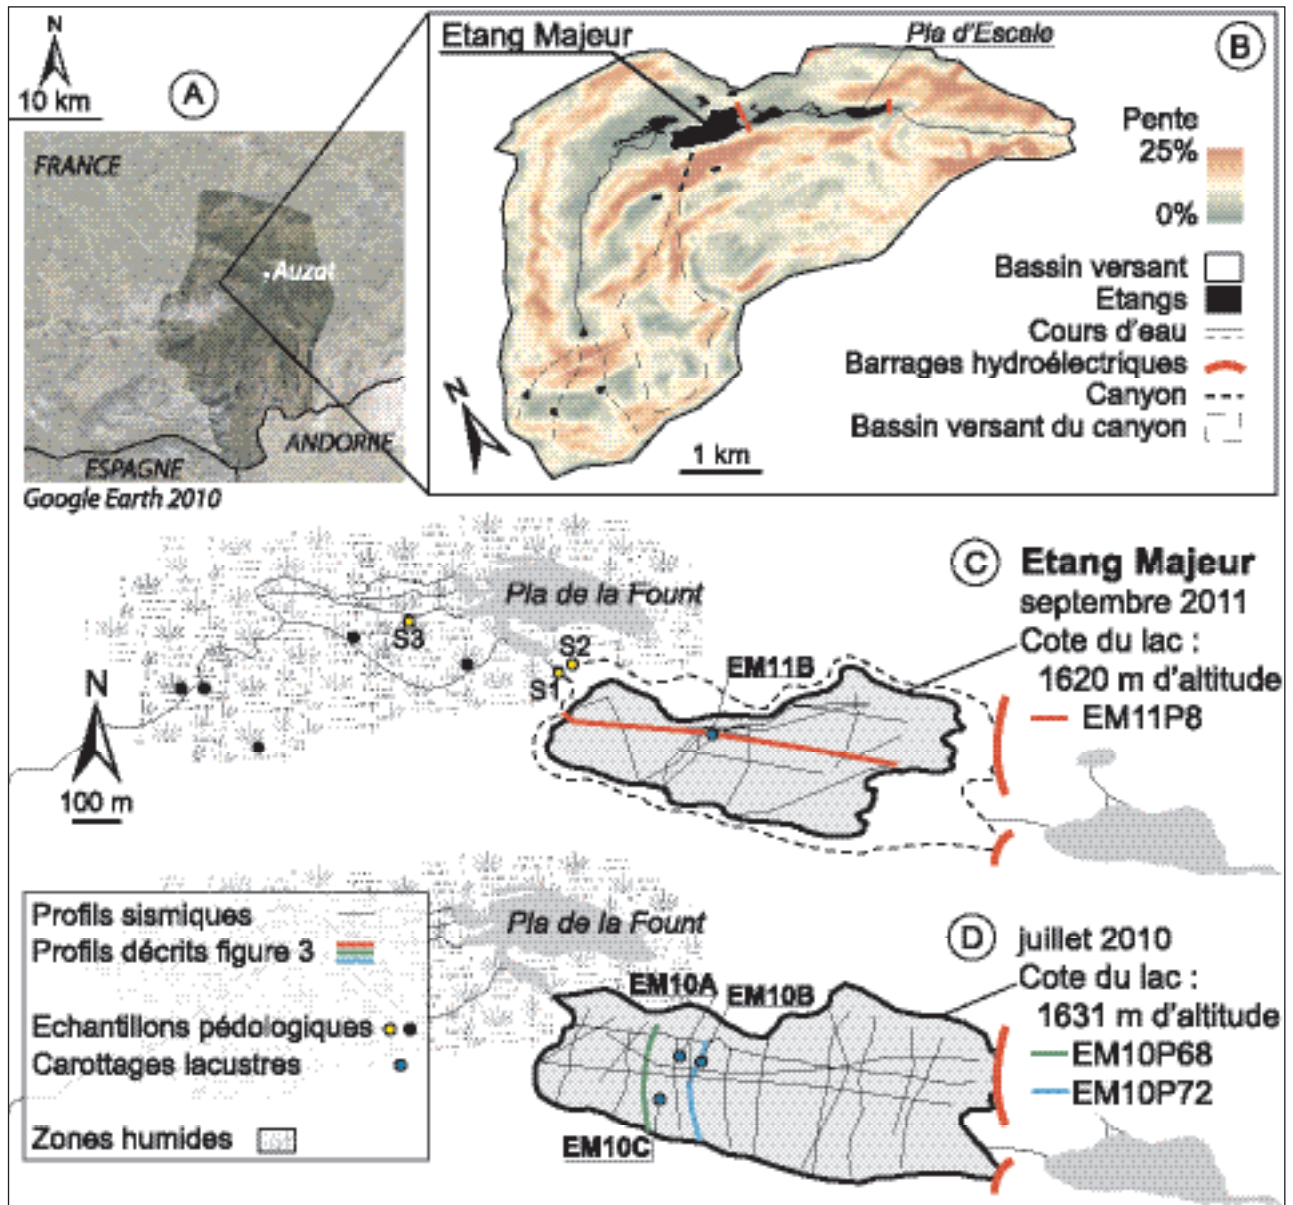 N
10 km
A
FRANCE
Auzat
ANDORRE
ESPAGNE
Google Earth 2010
Etang Majeur
Pla d'Escale
B
Pente
25%
0%
Bassin versant
Etangs
Cours d'eau
Barrages hydroélectriques
Canyon
Bassin versant du canyon
N
1 km
C
Etang Majeur
septembre 2011
Cote du lac :
1620 m d'altitude
EM11P8
Pla de la Fount
S3
S2
S1
EM11B
N
100 m
Profils sismiques
Profils décrits figure 3
Echantillons pédologiques
Carottages lacustres
Zones humides
Pla de la Fount
D
juillet 2010
Cote du lac :
1631 m d'altitude
EM10P68
EM10P72
EM10A
EM10B
EM10C